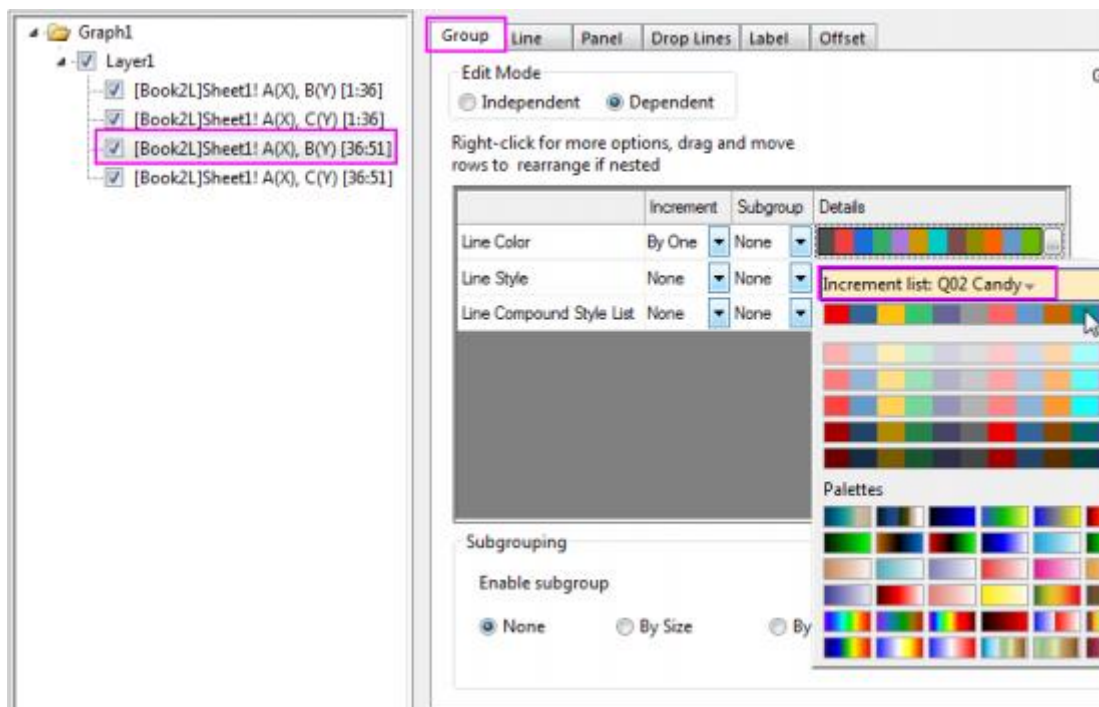 Graph1
Layer1
[Book2L]Sheet1! A(X), B(Y) [1:36]
[Book2L]Sheet1! A(X), C(Y) [1:36]
[Book2L]Sheet1! A(X), B(Y) [36:51]
[Book2L]Sheet1! A(X), C(Y) [36:51]
Group Line Panel Drop Lines Label Offset
Edit Mode
Independent Dependent
Right-click for more options, drag and move
rows to rearrange if nested
Increment Subgroup Details
Line Color By One None ...
Line Style None None
Increment list: Q02 Candy
Line Compound Style List None None
Palettes
Subgrouping
Enable subgroup
None By Size By